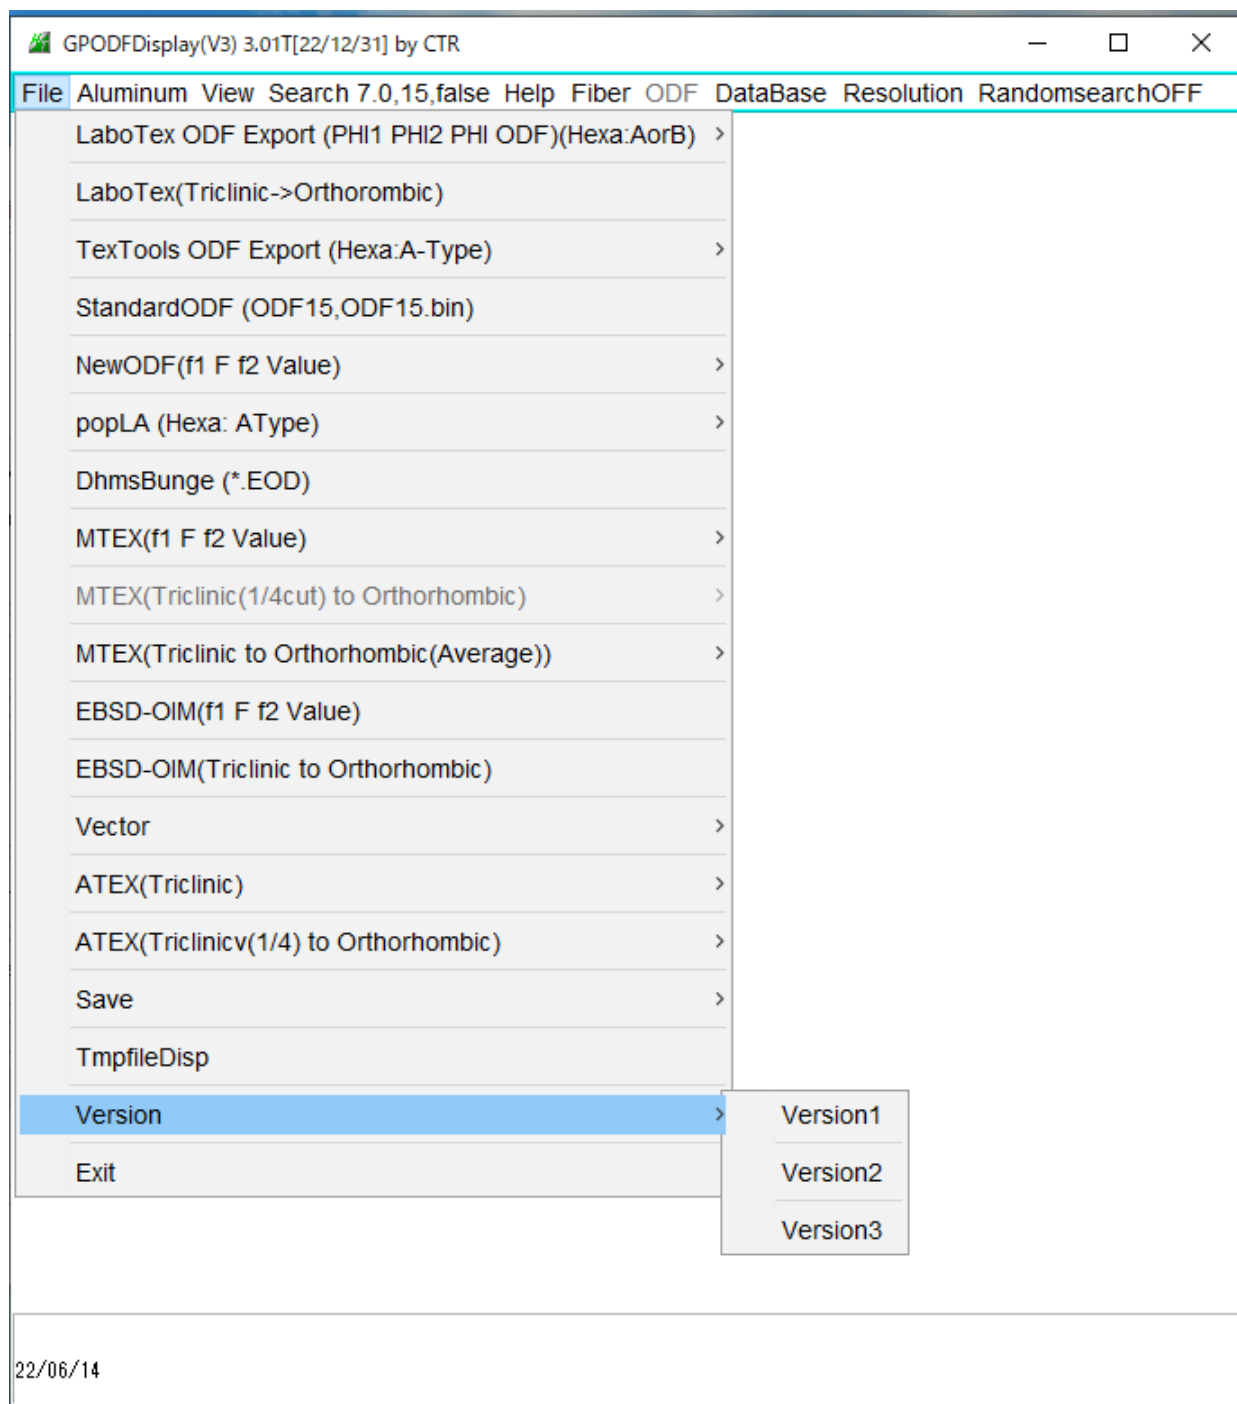 GPODFDisplay(V3) 3.01T[22/12/31] by CTR
File Aluminum View Search 7.0,15,false Help Fiber ODF DataBase Resolution RandomsearchOFF
LaboTex ODF Export (PHI1 PHI2 PHI ODF)(Hexa:AorB)
LaboTex(Triclinic->Orthorombic)
TexTools ODF Export (Hexa:A-Type)
StandardODF (ODF15,ODF15.bin)
NewODF(f1 F f2 Value)
popLA (Hexa: AType)
DhmsBunge (*.EOD)
MTEX(f1 F f2 Value)
MTEX(Triclinic(1/4cut) to Orthorhombic)
MTEX(Triclinic to Orthorhombic(Average))
EBSD-OIM(f1 F f2 Value)
EBSD-OIM(Triclinic to Orthorhombic)
Vector
ATEX(Triclinic)
ATEX(Triclinicv(1/4) to Orthorhombic)
Save
TmpfileDisp
Version
Version1
Exit
Version2
Version3
22/06/14